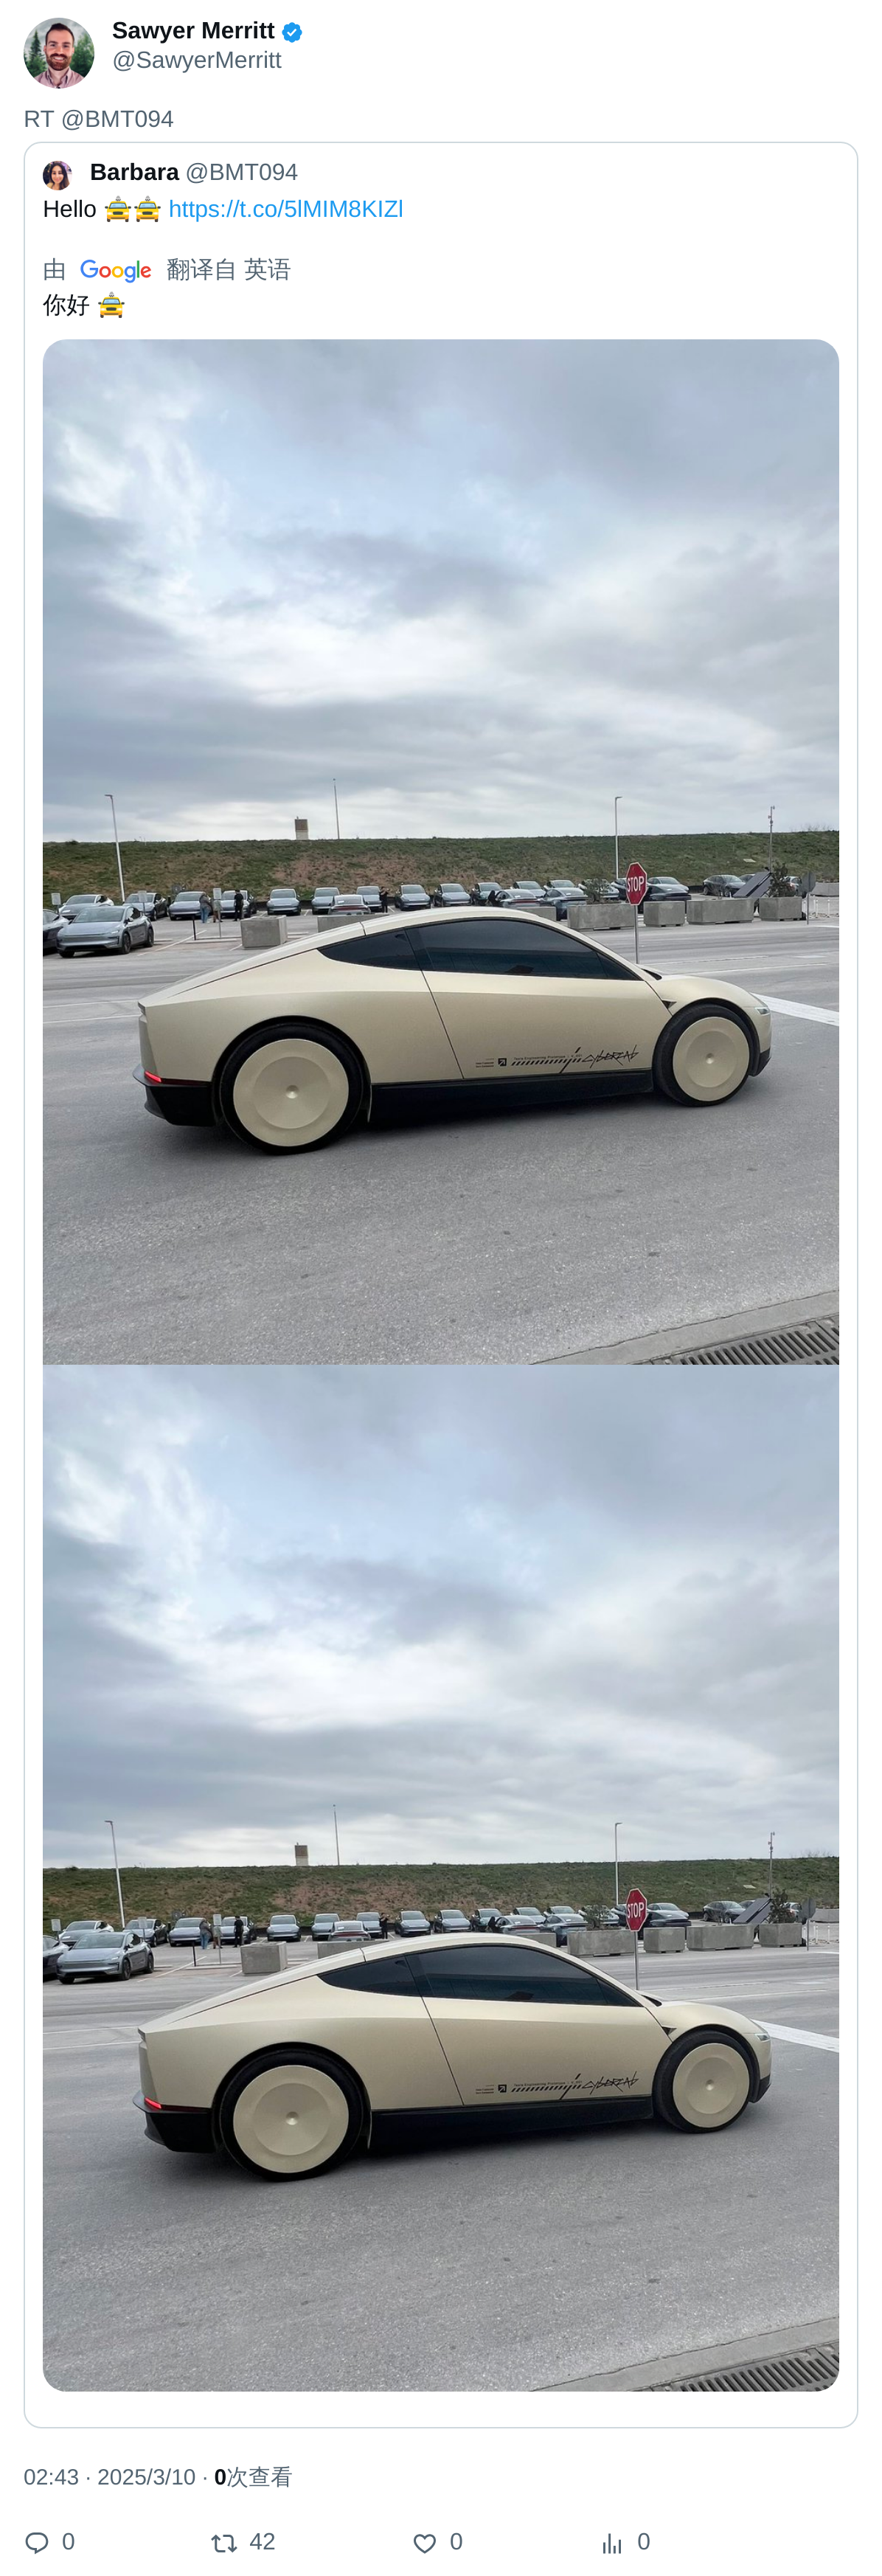 Sawyer Merritt
@SawyerMerritt
RT @BMT094
Barbara @BMT094
Hello 🚖🚖 https://t.co/5lMIM8KIZl
由 Google 翻译自 英语
你好 🚖
STOP
cybercab
STOP
cybercab
02:43 · 2025/3/10 · 0次查看
0 42 0 0